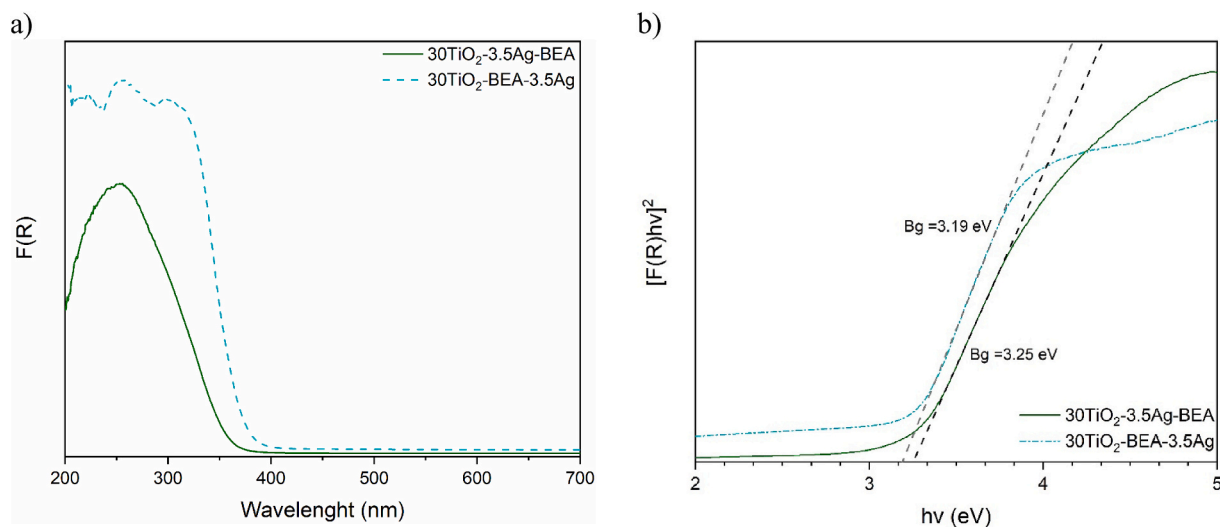 a)
30TiO₂-3.5Ag-BEA
30TiO₂-BEA-3.5Ag
F(R)
200 300 400 500 600 700
Wavelenght (nm)
b)
[F(R)hv]²
Bg =3.19 eV
Bg =3.25 eV
30TiO₂-3.5Ag-BEA
30TiO₂-BEA-3.5Ag
2 3 4 5
hv (eV)